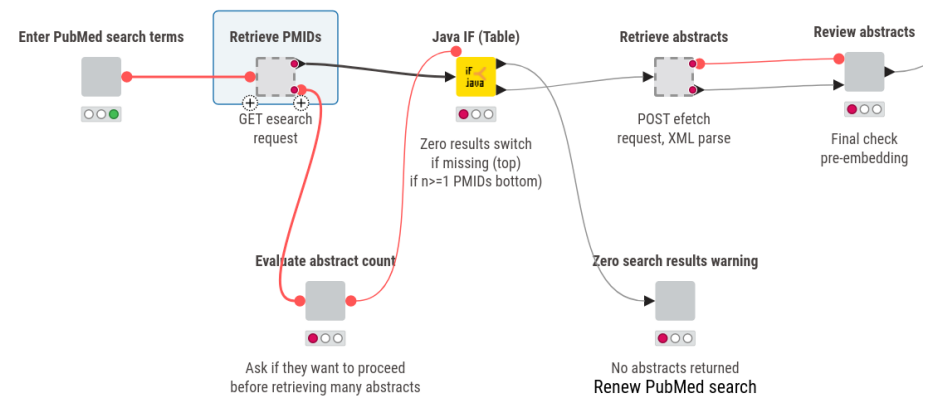 Enter PubMed search terms
Retrieve PMIDs
GET esearch
request
Java IF (Table)
IF
java
Zero results switch
if missing (top)
if n>=1 PMIDs bottom)
Retrieve abstracts
POST efetch
request, XML parse
Review abstracts
Final check
pre-embedding
Evaluate abstract count
Ask if they want to proceed
before retrieving many abstracts
Zero search results warning
No abstracts returned
Renew PubMed search